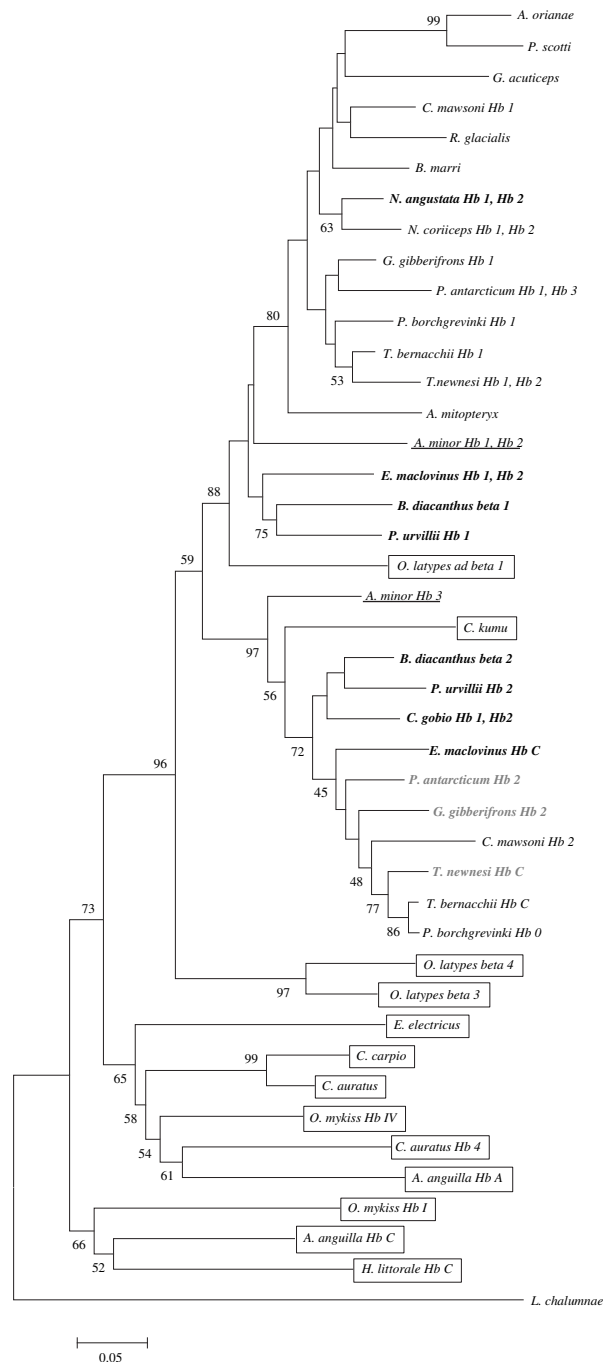 99
A. orianae
P. scotti
G. acuticeps
C. mawsoni Hb 1
R. glacialis
B. marri
N. angustata Hb 1, Hb 2
63
N. coriiceps Hb 1, Hb 2
G. gibberifrons Hb 1
P. antarcticum Hb 1, Hb 3
80
P. borchgrevinki Hb 1
T. bernacchii Hb 1
53
T.newnesi Hb 1, Hb 2
A. mitopteryx
A. minor Hb 1, Hb 2
E. maclovinus Hb 1, Hb 2
88
B. diacanthus beta 1
75
P. urvillii Hb 1
59
O. latypes ad beta 1
A. minor Hb 3
97
C. kumu
56
B. diacanthus beta 2
P. urvillii Hb 2
C. gobio Hb 1, Hb2
72
E. maclovinus Hb C
96
45
P. antarcticum Hb 2
G. gibberifrons Hb 2
C. mawsoni Hb 2
48
T. newnesi Hb C
77
T. bernacchii Hb C
73
86
P. borchgrevinki Hb 0
O. latypes beta 4
97
O. latypes beta 3
E. electricus
99
C. carpio
65
C. auratus
58
O. mykiss Hb IV
54
C. auratus Hb 4
61
A. anguilla Hb A
O. mykiss Hb I
66
A. anguilla Hb C
52
H. littorale Hb C
L. chalumnae
0.05